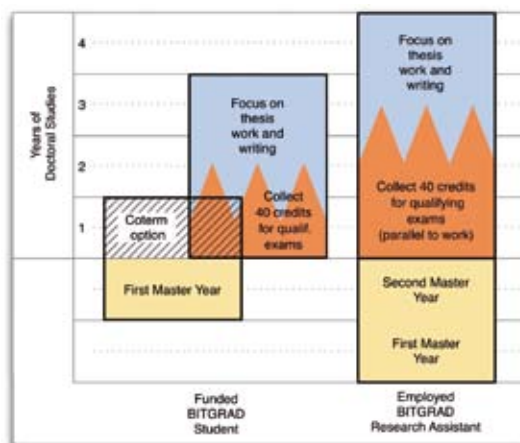 Years of
Doctoral Studies
4
3
2
1
Focus on
thesis
work and
writing
Collect
40 credits
for qualif.
exams
Coterm
option
First Master Year
Focus on
thesis
work and
writing
Collect 40 credits
for qualifying
exams
(parallel to work)
Second Master
Year
First Master
Year
Funded
BITGRAD
Student
Employed
BITGRAD
Research Assistant